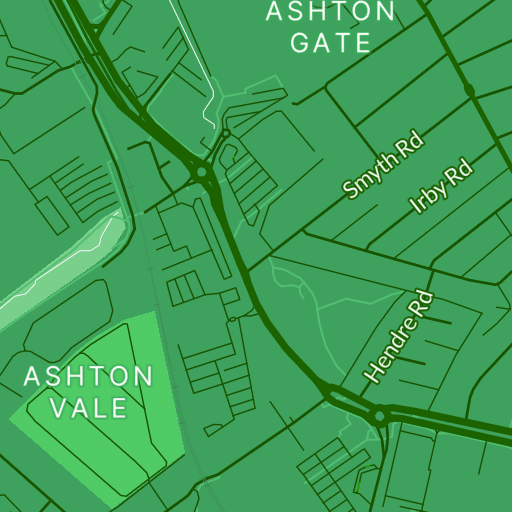 ASHTON
GATE
Smyth Rd
Irby Rd
Hendre Rd
ASHTON
VALE